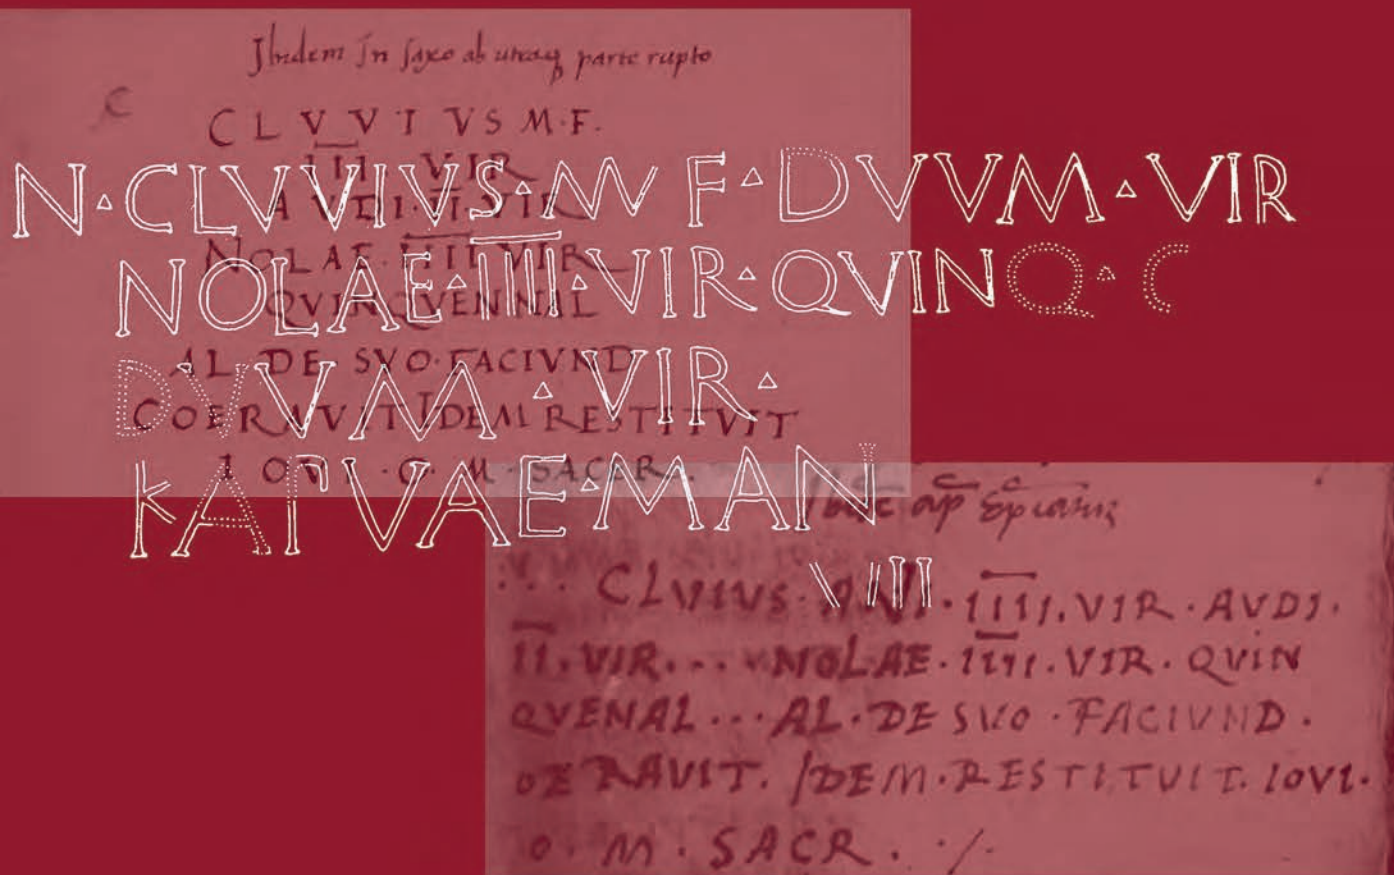 Ibidem in saxo ab utraq parte rupto
C
CLVVIVS M·F.
IIII VIR
AVDI·II·VIR
NOLAE·IIII VIR
QVINQVENNAL
AL DE SVO·FACIVND
COERAVIT IDEM RESTITVIT
IOVI·O·M·SACR.
N·CLVVIVS·M F·DVVM·VIR
NOLAE·IIII·VIR·QVINQ·C
DVVM·VIR·
KAPVAE·MAN
VIII
... CLVIVS· ·IIII.VIR·AVDI·
II.VIR... NOLAE·IIII.VIR·QVIN
QVENAL...AL·DE SVO·FACIVND.
OERAVIT. IDEM·RESTITVIT. IOVI·
O·M·SACR.